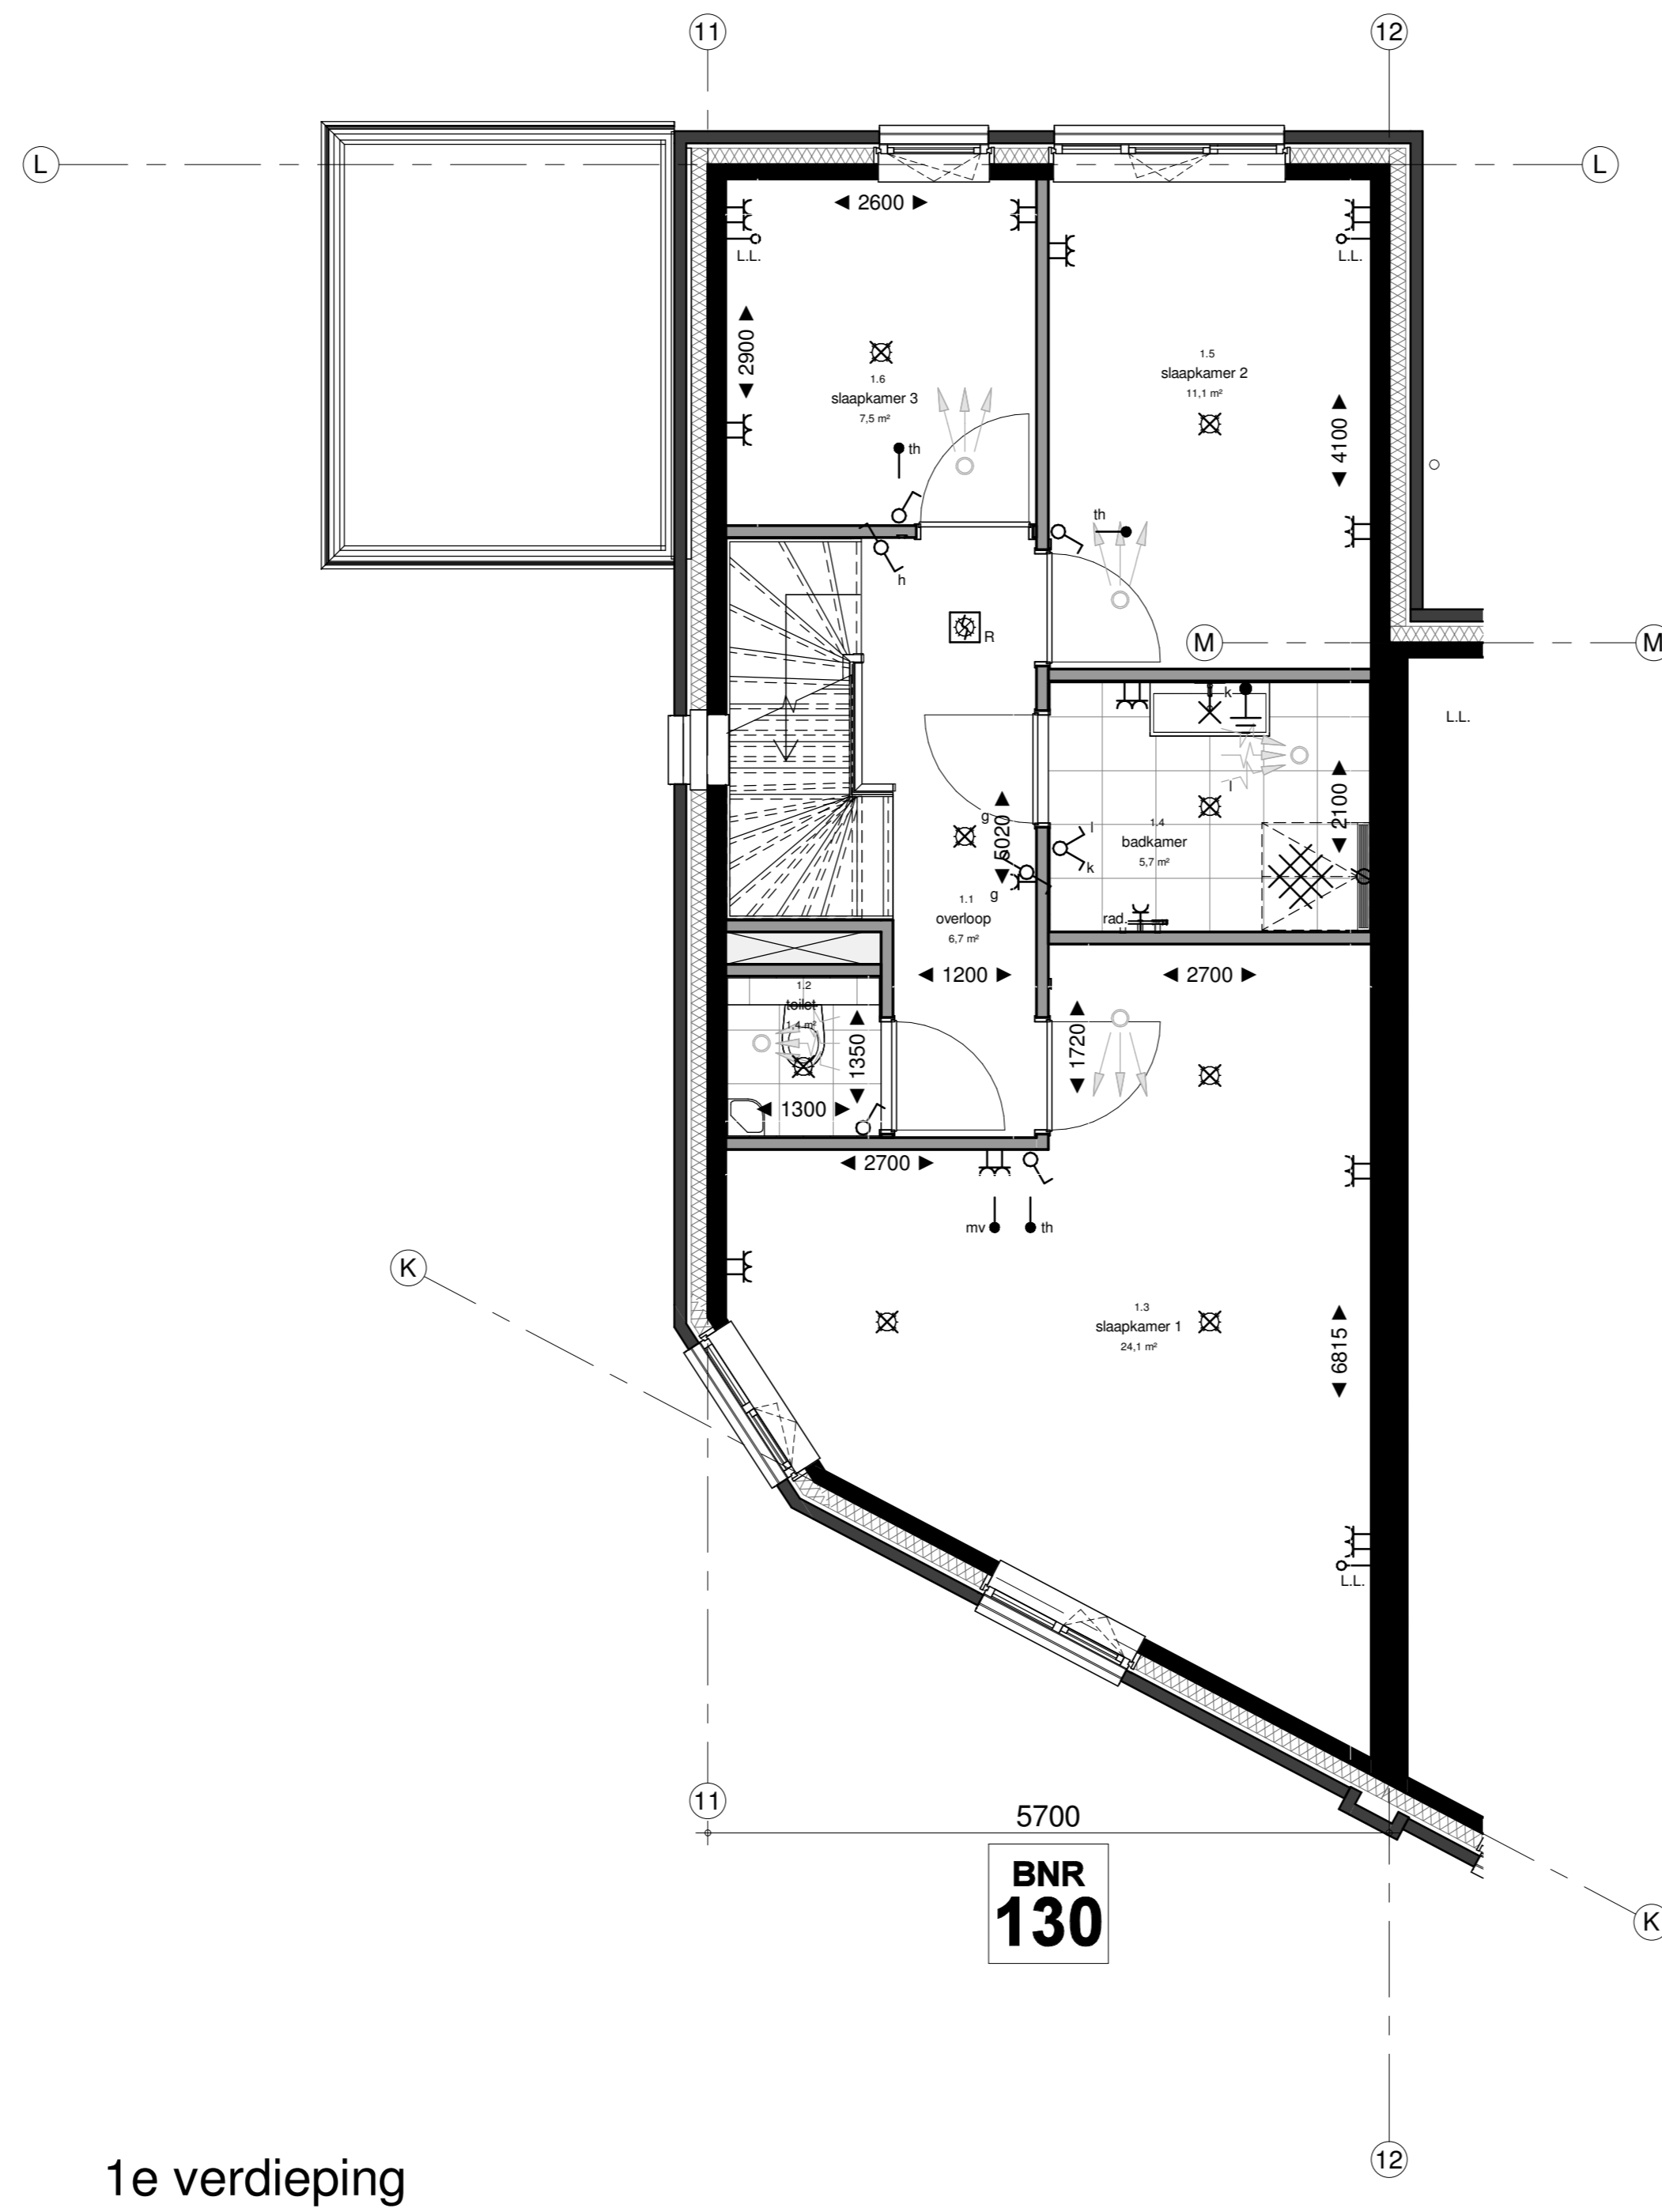 11
12
L
L
2600
L.L.
L.L.
2900
1.6
slaapkamer 3
7,5 m²
1.5
slaapkamer 2
11,1 m²
4100
th
th
h
R
M
M
k
L.L.
l
2100
g
5020
l
1.4
badkamer
5,7 m²
k
g
1.1
overloop
6,7 m²
rad.
1200
2700
1.2
toilet
1,4 m²
1350
1720
1300
2700
mv
th
K
1.3
slaapkamer 1
24,1 m²
6815
L.L.
11
5700
BNR
130
K
12
1e verdieping